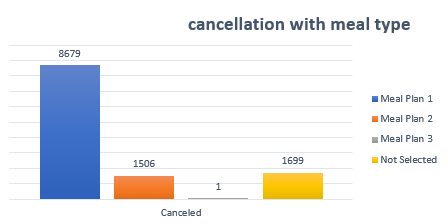 cancellation with meal type
8679
1506
1
1699
Canceled
Meal Plan 1
Meal Plan 2
Meal Plan 3
Not Selected